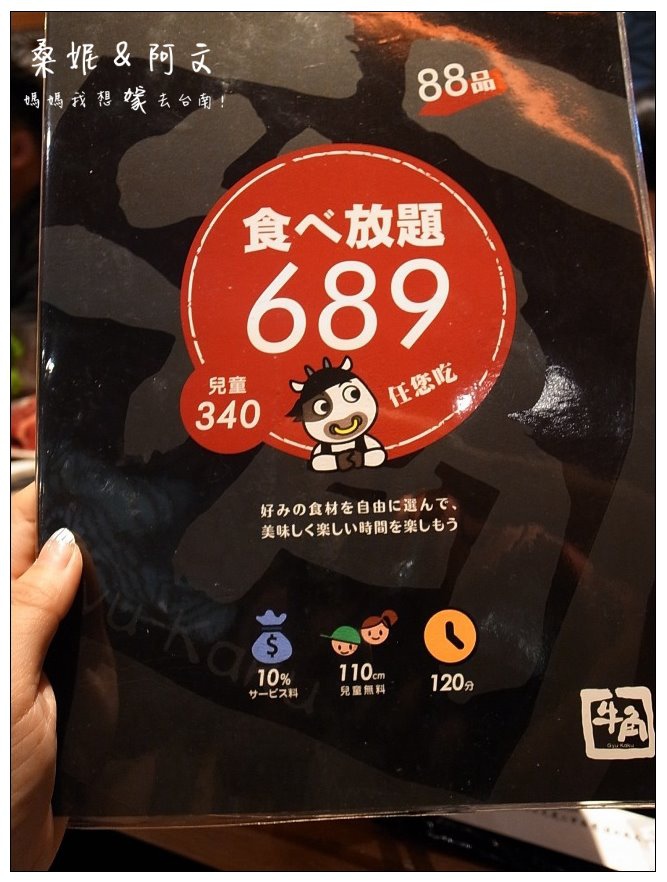 桑妮&阿文
媽媽我想嫁去台南!
88品
食べ放題
689
兒童
340
任您吃
好みの食材を自由に選んで、
美味しく楽しい時間を楽しもう
10%
サービス料
110cm
兒童無料
120分
牛角
Gyu Kaku